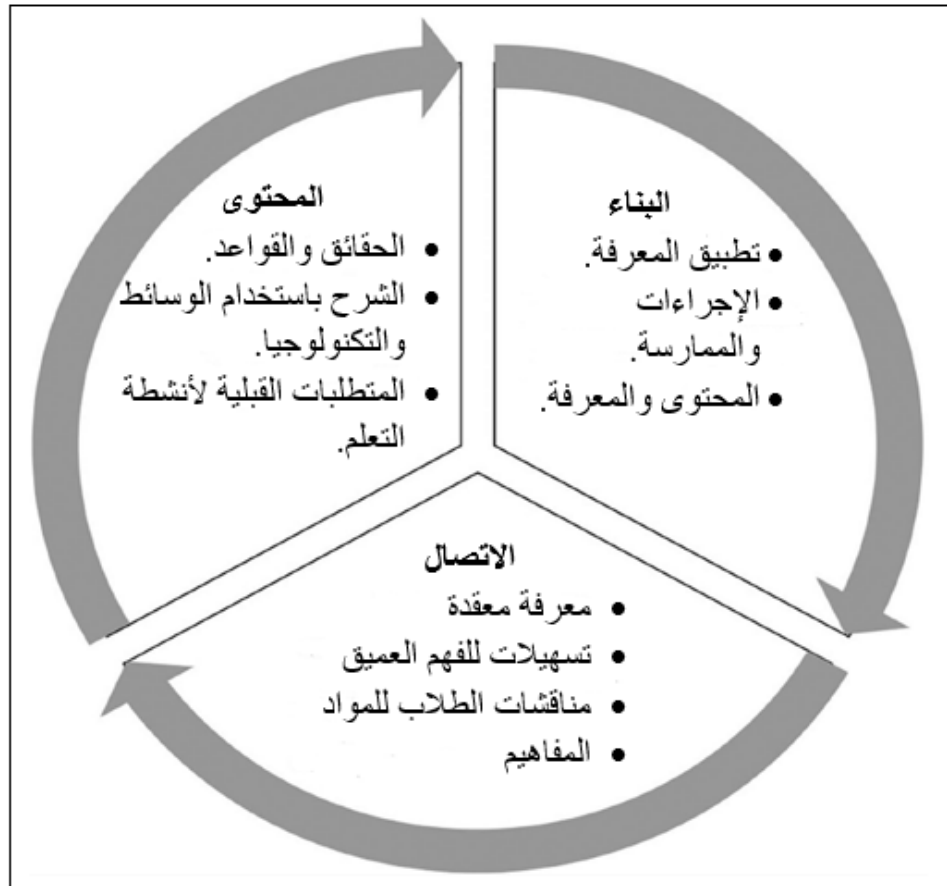 البناء
• تطبيق المعرفة.
• الإجراءات
والممارسة.
• المحتوى والمعرفة.
المحتوى
• الحقائق والقواعد.
• الشرح باستخدام الوسائط
والتكنولوجيا.
• المتطلبات القبلية لأنشطة
التعلم.
الاتصال
• معرفة معقدة
• تسهيلات للفهم العميق
• مناقشات الطلاب للمواد
• المفاهيم